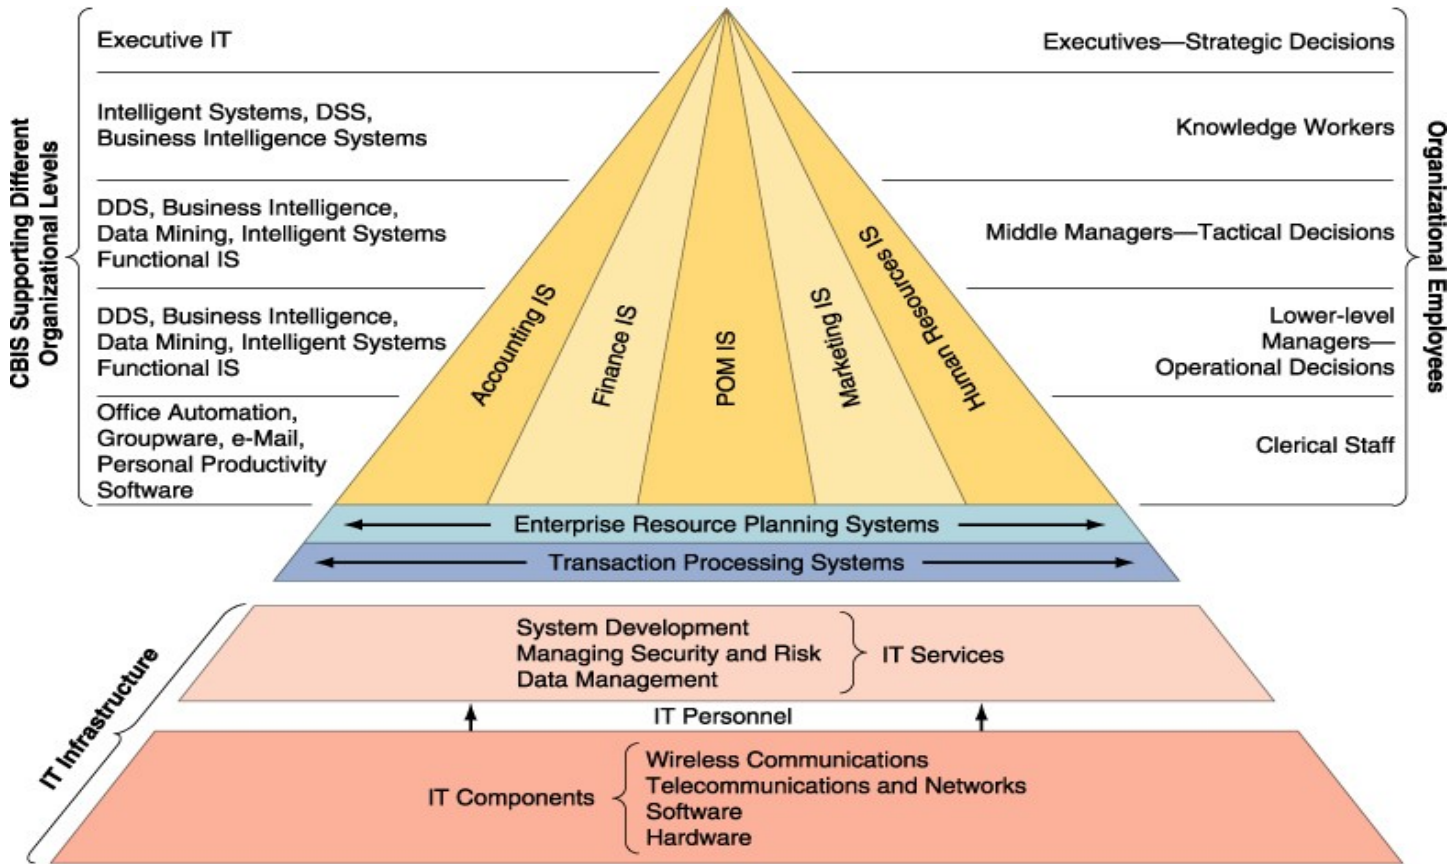 Executive IT
Executives—Strategic Decisions
Intelligent Systems, DSS,
Business Intelligence Systems
Knowledge Workers
DDS, Business Intelligence,
Data Mining, Intelligent Systems
Functional IS
Middle Managers—Tactical Decisions
DDS, Business Intelligence,
Data Mining, Intelligent Systems
Functional IS
Lower-level
Managers—
Operational Decisions
Office Automation,
Groupware, e-Mail,
Personal Productivity
Software
Clerical Staff
CBIS Supporting Different
Organizational Levels
Organizational Employees
Accounting IS
Finance IS
POM IS
Marketing IS
Human Resources IS
Enterprise Resource Planning Systems
Transaction Processing Systems
IT Infrastructure
System Development
Managing Security and Risk
Data Management
IT Services
IT Personnel
IT Components
Wireless Communications
Telecommunications and Networks
Software
Hardware